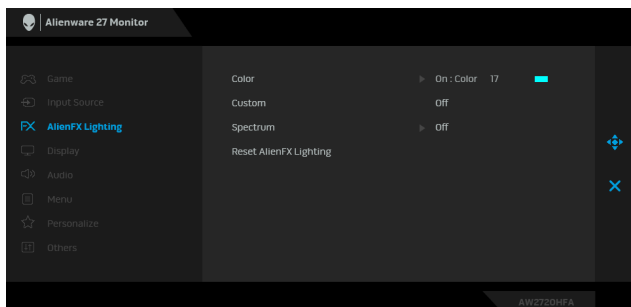 Alienware 27 Monitor
Game
Input Source
FX AlienFX Lighting
Display
Audio
Menu
Personalize
Others
Color On : Color 17
Custom Off
Spectrum Off
Reset AlienFX Lighting
AW2720HFA